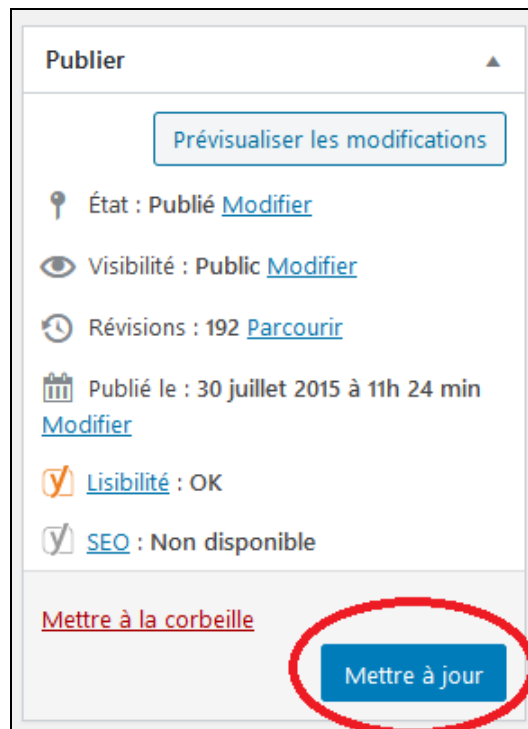 Publier
Prévisualiser les modifications
État : Publié Modifier
Visibilité : Public Modifier
Révisions : 192 Parcourir
Publié le : 30 juillet 2015 à 11h 24 min
Modifier
Lisibilité : OK
SEO : Non disponible
Mettre à la corbeille
Mettre à jour